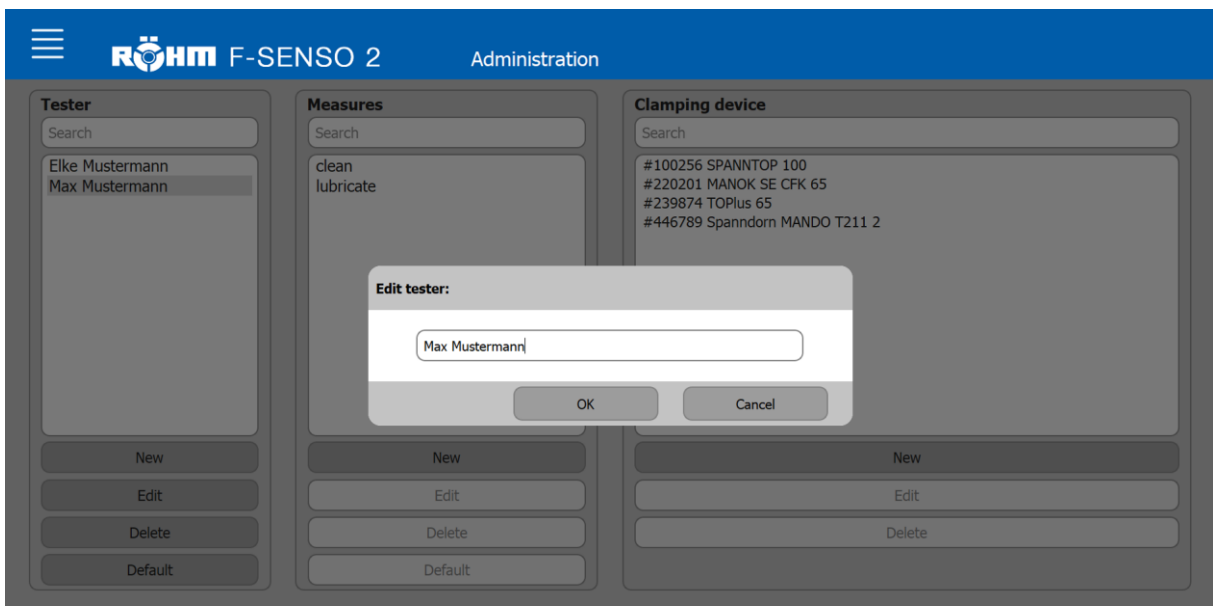 RÖHM F-SENSO 2 Administration
Tester
Search
Elke Mustermann
Max Mustermann
New
Edit
Delete
Default
Measures
Search
clean
lubricate
New
Edit
Delete
Default
Clamping device
Search
#100256 SPANNTOP 100
#220201 MANOK SE CFK 65
#239874 TOPlus 65
#446789 Spanndorn MANDO T211 2
New
Edit
Delete
Edit tester:
Max Mustermann
OK Cancel